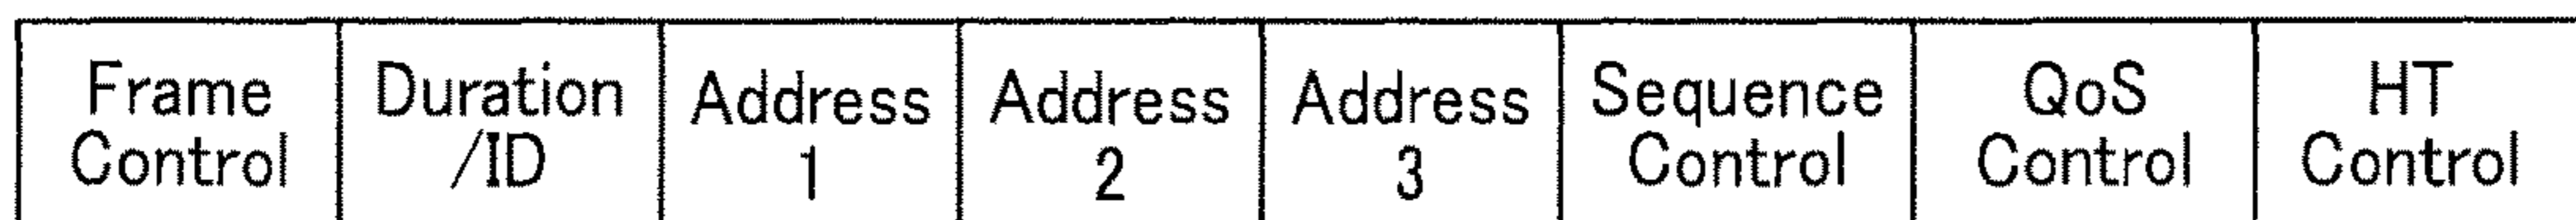 Frame
Control
Duration
/ID
Address
1
Address
2
Address
3
Sequence
Control
QoS
Control
HT
Control